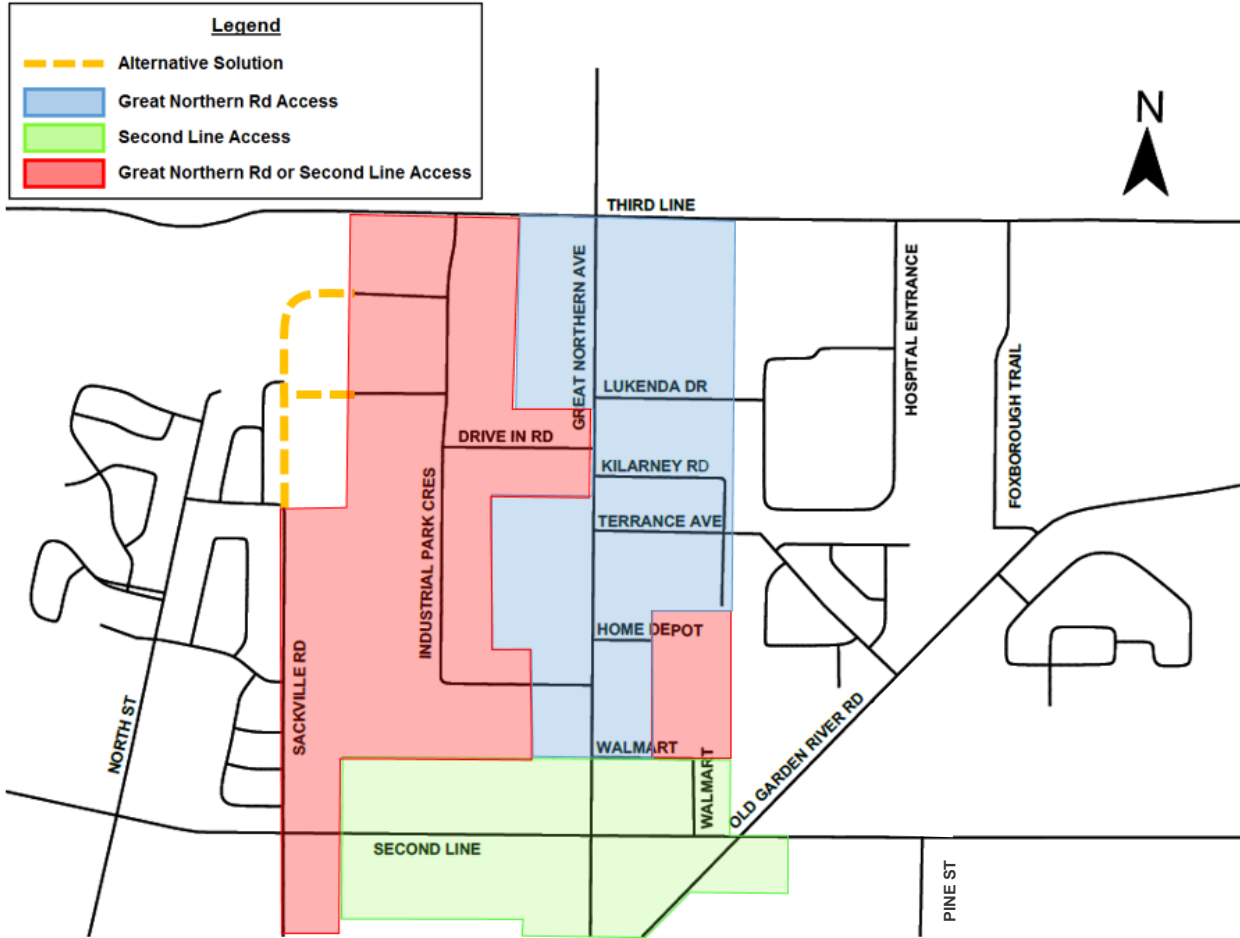 Legend
Alternative Solution
Great Northern Rd Access
Second Line Access
Great Northern Rd or Second Line Access
N
THIRD LINE
GREAT NORTHERN AVE
HOSPITAL ENTRANCE
FOXBOROUGH TRAIL
LUKENDA DR
DRIVE IN RD
KILARNEY RD
INDUSTRIAL PARK CRES
TERRANCE AVE
HOME DEPOT
SACKVILLE RD
NORTH ST
WALMART
WALMART
OLD GARDEN RIVER RD
SECOND LINE
PINE ST